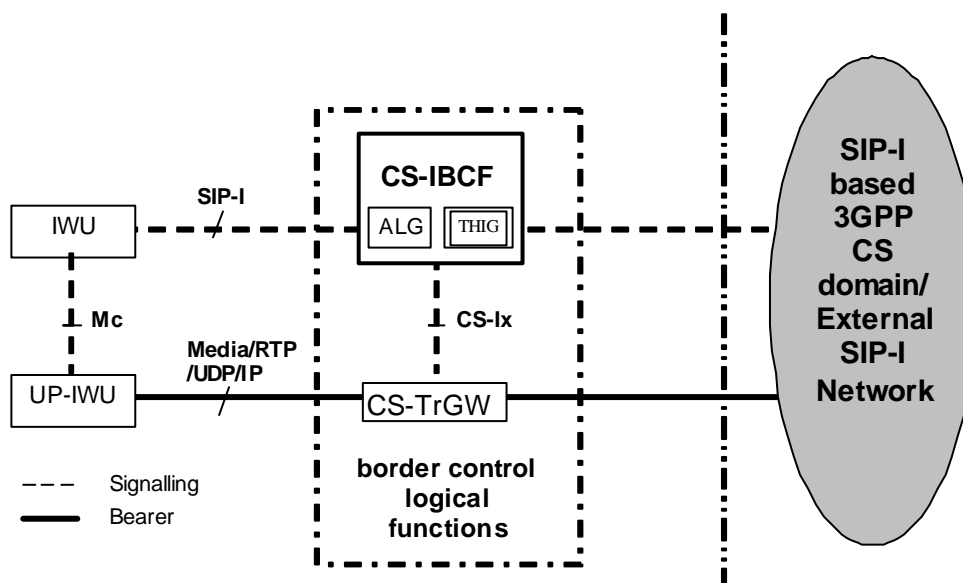 CS-IBCF
ALG
THIG
SIP-I
IWU
Mc
CS-Ix
Media/RTP
/UDP/IP
UP-IWU
CS-TrGW
border control
logical
functions
Signalling
Bearer
SIP-I
based
3GPP
CS
domain/
External
SIP-I
Network